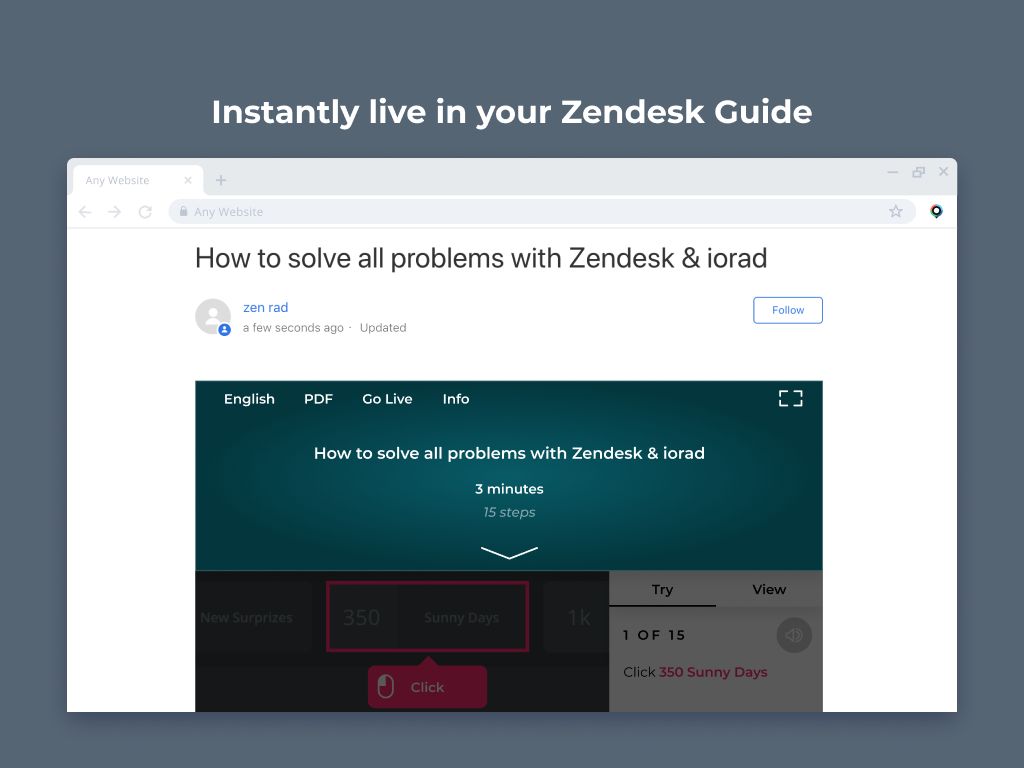 Instantly live in your Zendesk Guide
Any Website
Any Website
How to solve all problems with Zendesk & iorad
zen rad
a few seconds ago · Updated
Follow
English PDF Go Live Info
How to solve all problems with Zendesk & iorad
3 minutes
15 steps
New Surprizes
350 Sunny Days
1k
Click
Try View
1 OF 15
Click 350 Sunny Days